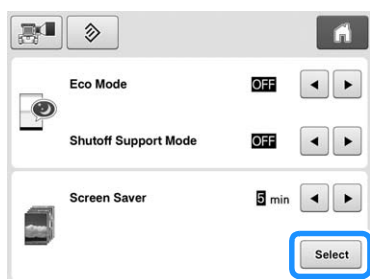 Eco Mode OFF
Shutoff Support Mode OFF
Screen Saver 5 min
Select